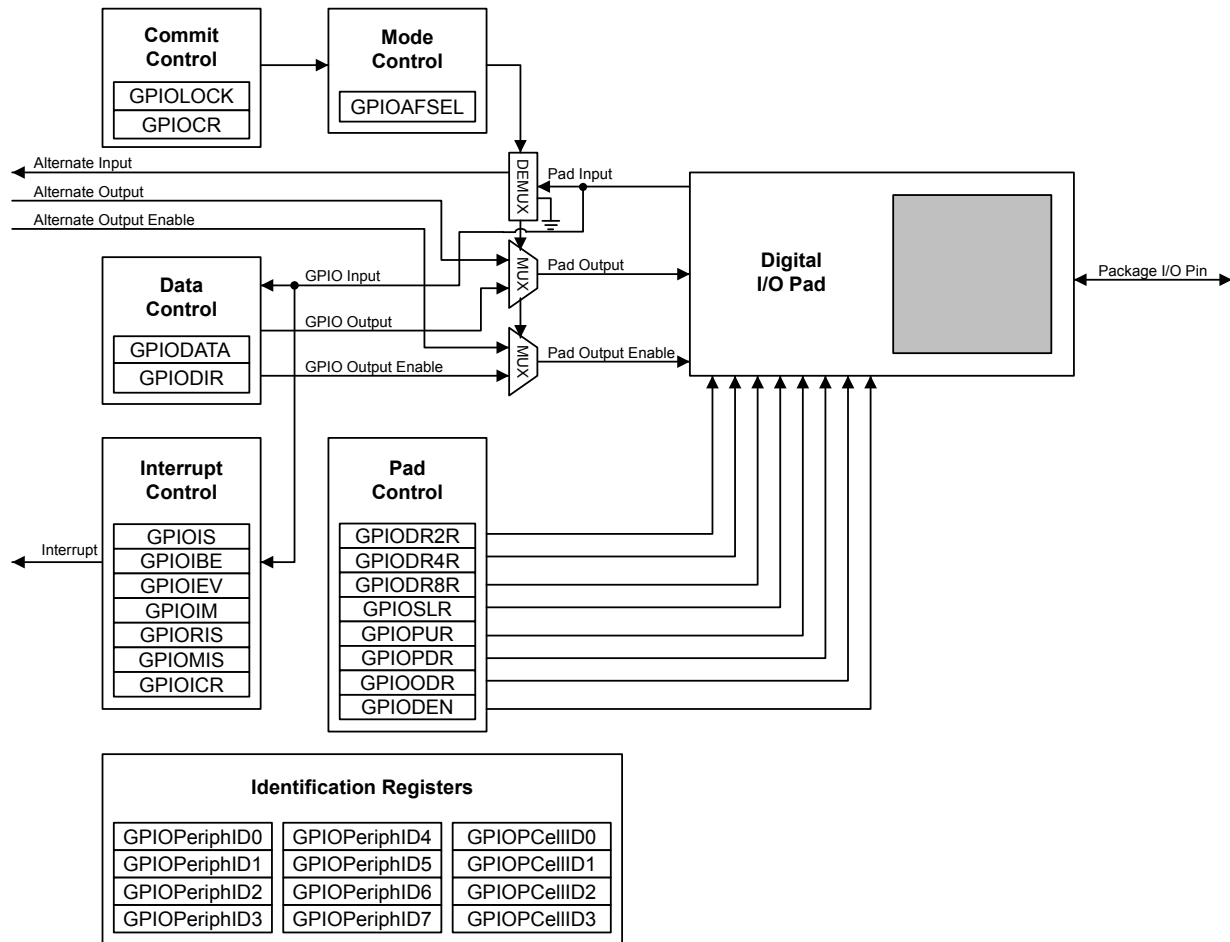 Commit
Control
GPIOLOCK
GPIOCR
Mode
Control
GPIOAFSEL
Alternate Input
Alternate Output
Alternate Output Enable
DEMUX
Pad Input
MUX
Pad Output
MUX
Pad Output Enable
Digital
I/O Pad
Package I/O Pin
Data
Control
GPIODATA
GPIODIR
GPIO Input
GPIO Output
GPIO Output Enable
Interrupt
Control
GPIOIS
GPIOIBE
GPIOIEV
GPIOIM
GPIORIS
GPIOMIS
GPIOICR
Interrupt
Pad
Control
GPIODR2R
GPIODR4R
GPIODR8R
GPIOSLR
GPIOPUR
GPIOPDR
GPIOODR
GPIODEN
Identification Registers
GPIOPeriphID0
GPIOPeriphID1
GPIOPeriphID2
GPIOPeriphID3
GPIOPeriphID4
GPIOPeriphID5
GPIOPeriphID6
GPIOPeriphID7
GPIOPCellID0
GPIOPCellID1
GPIOPCellID2
GPIOPCellID3